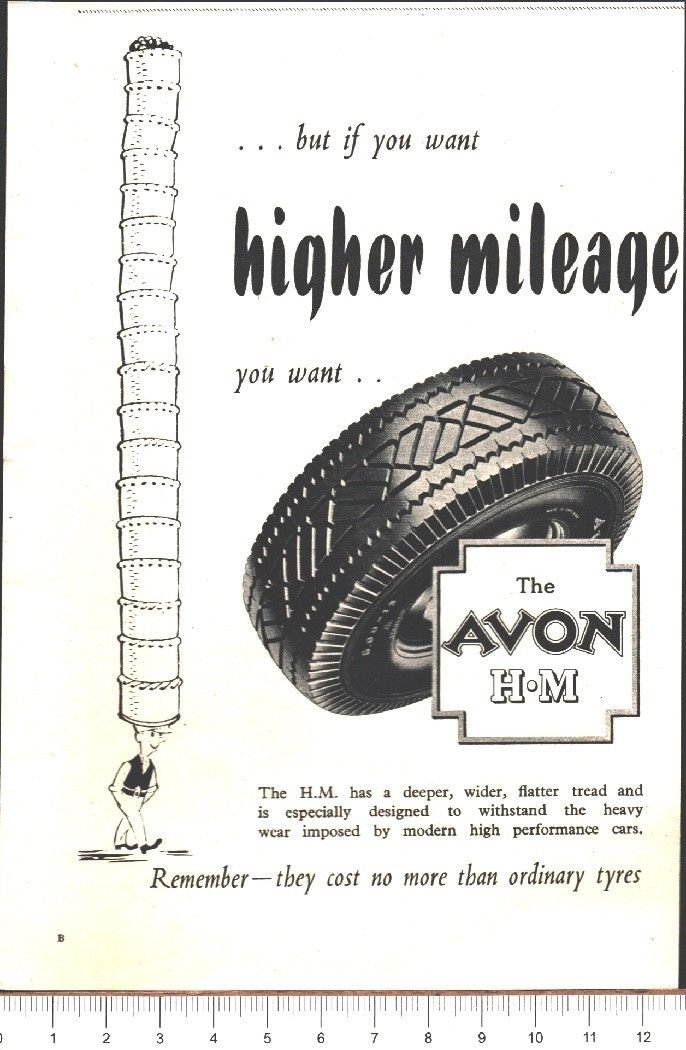 . . . but if you want
higher mileage
you want . .
The
AVON
H·M
The H.M. has a deeper, wider, flatter tread and
is especially designed to withstand the heavy
wear imposed by modern high performance cars.
Remember—they cost no more than ordinary tyres
B
0 1 2 3 4 5 6 7 8 9 10 11 12